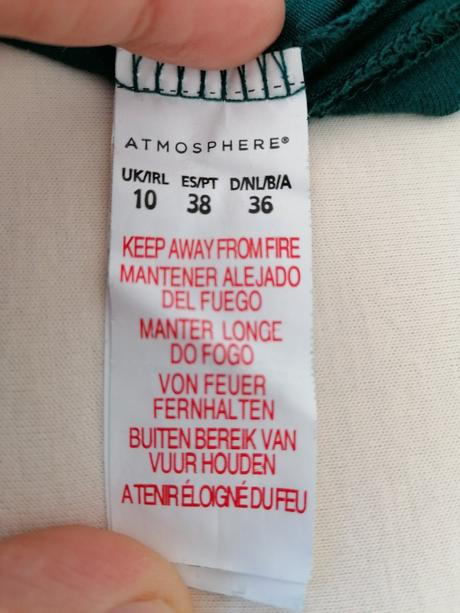 ATMOSPHERE®
UK/IRL ES/PT D/NL/B/A
10 38 36
KEEP AWAY FROM FIRE
MANTENER ALEJADO
DEL FUEGO
MANTER LONGE
DO FOGO
VON FEUER
FERNHALTEN
BUITEN BEREIK VAN
VUUR HOUDEN
A TENIR ÉLOIGNÉ DU FEU